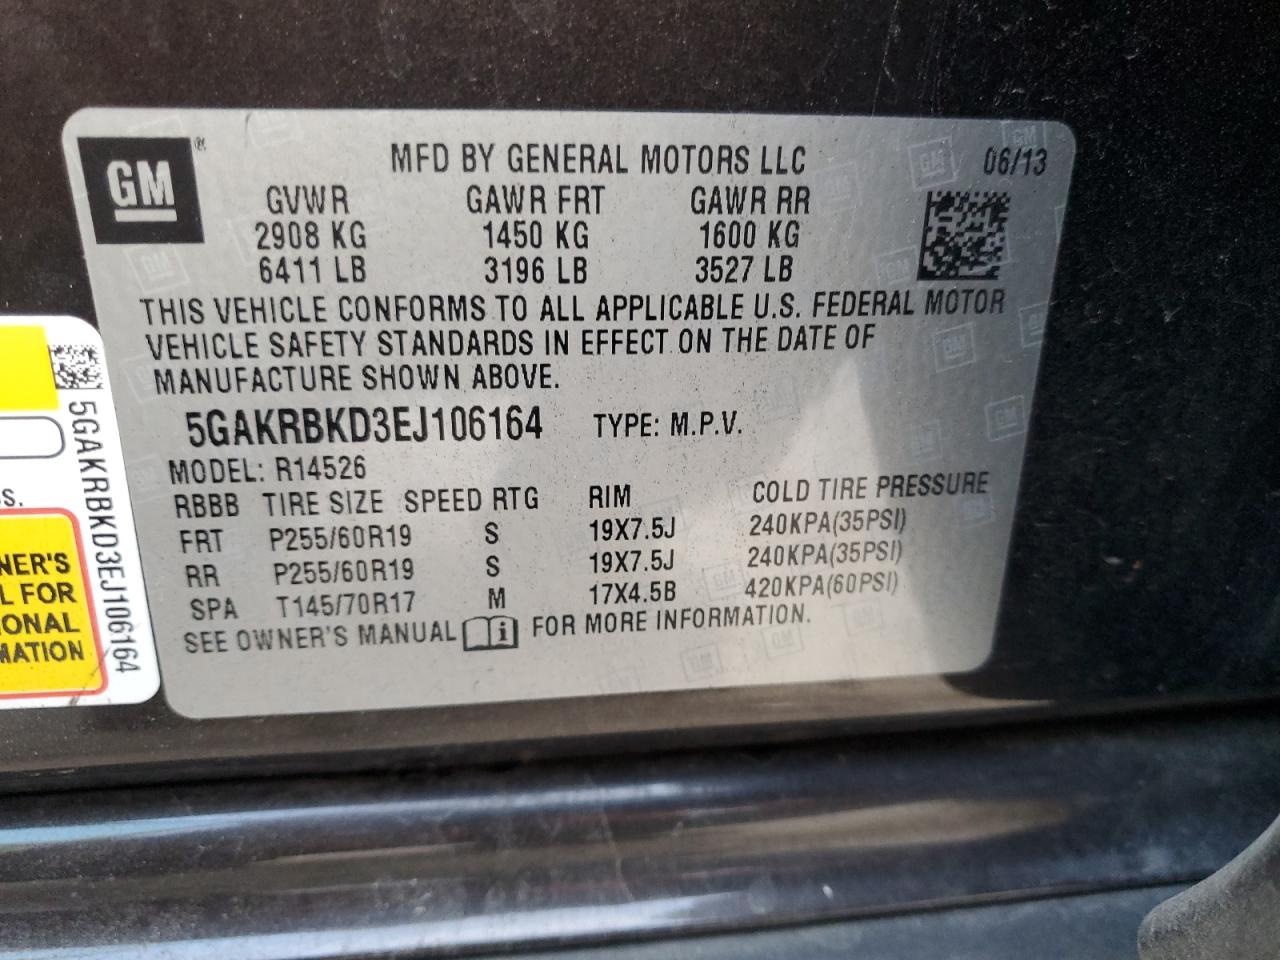 GM
MFD BY GENERAL MOTORS LLC 06/13
GVWR GAWR FRT GAWR RR
2908 KG 1450 KG 1600 KG
6411 LB 3196 LB 3527 LB
THIS VEHICLE CONFORMS TO ALL APPLICABLE U.S. FEDERAL MOTOR
VEHICLE SAFETY STANDARDS IN EFFECT ON THE DATE OF
MANUFACTURE SHOWN ABOVE.
5GAKRBKD3EJ106164 TYPE: M.P.V.
MODEL: R14526
RBBB TIRE SIZE SPEED RTG RIM COLD TIRE PRESSURE
FRT P255/60R19 S 19X7.5J 240KPA(35PSI)
RR P255/60R19 S 19X7.5J 240KPA(35PSI)
SPA T145/70R17 M 17X4.5B 420KPA(60PSI)
SEE OWNER'S MANUAL FOR MORE INFORMATION.
5GAKRBKD3EJ106164
S.
NER'S
L FOR
IONAL
MATION